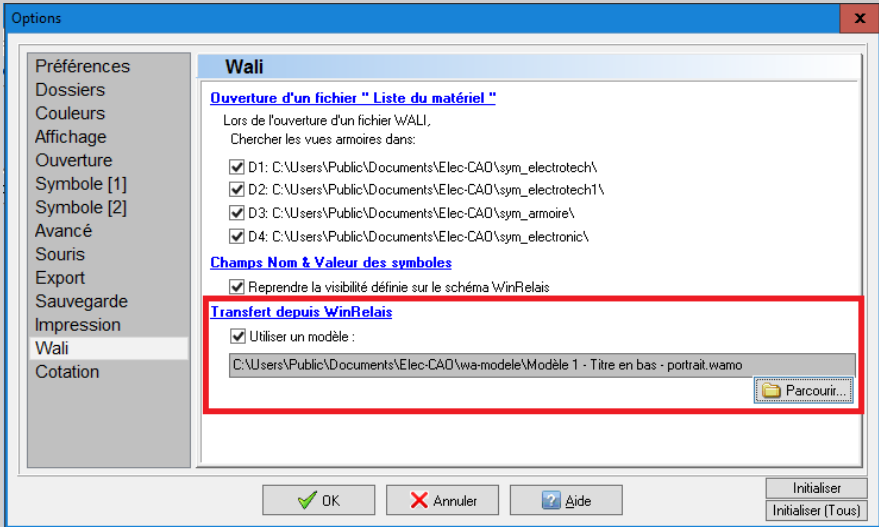 Options
x
Préférences
Dossiers
Couleurs
Affichage
Ouverture
Symbole [1]
Symbole [2]
Avancé
Souris
Export
Sauvegarde
Impression
Wali
Cotation
Wali
Ouverture d'un fichier " Liste du matériel "
Lors de l'ouverture d'un fichier WALI,
Chercher les vues armoires dans:
D1: C:\Users\Public\Documents\Elec-CAO\sym_electrotech\
D2: C:\Users\Public\Documents\Elec-CAO\sym_electrotech1\
D3: C:\Users\Public\Documents\Elec-CAO\sym_armoire\
D4: C:\Users\Public\Documents\Elec-CAO\sym_electronic\
Champs Nom & Valeur des symboles
Reprendre la visibilité définie sur le schéma WinRelais
Transfert depuis WinRelais
Utiliser un modèle :
C:\Users\Public\Documents\Elec-CAO\wa-modele\Modèle 1 - Titre en bas - portrait.wamo
Parcourir...
OK
Annuler
? Aide
Initialiser
Initialiser (Tous)